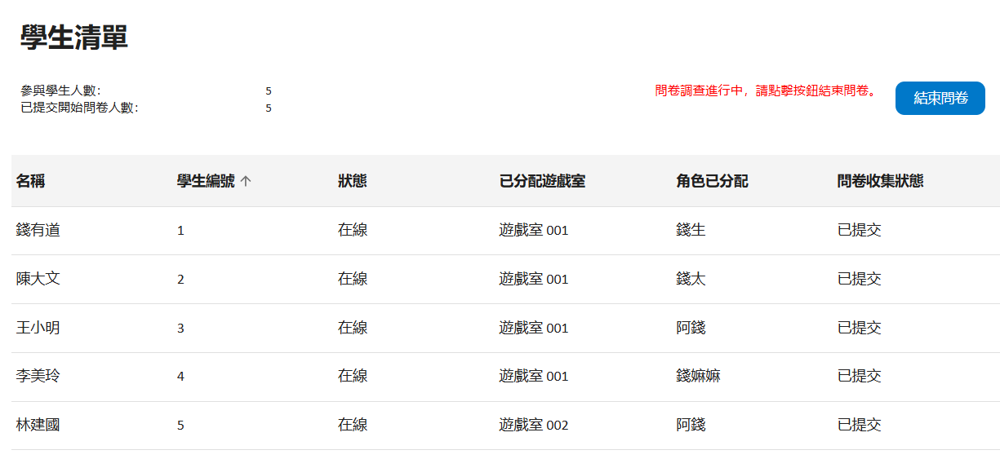 學生清單
參與學生人數： 5
已提交開始問卷人數： 5
問卷調查進行中，請點擊按鈕結束問卷。
結束問卷
名稱 學生編號 ↑ 狀態 已分配遊戲室 角色已分配 問卷收集狀態
錢有道 1 在線 遊戲室 001 錢生 已提交
陳大文 2 在線 遊戲室 001 錢太 已提交
王小明 3 在線 遊戲室 001 阿錢 已提交
李美玲 4 在線 遊戲室 001 錢嫲嫲 已提交
林建國 5 在線 遊戲室 002 阿錢 已提交